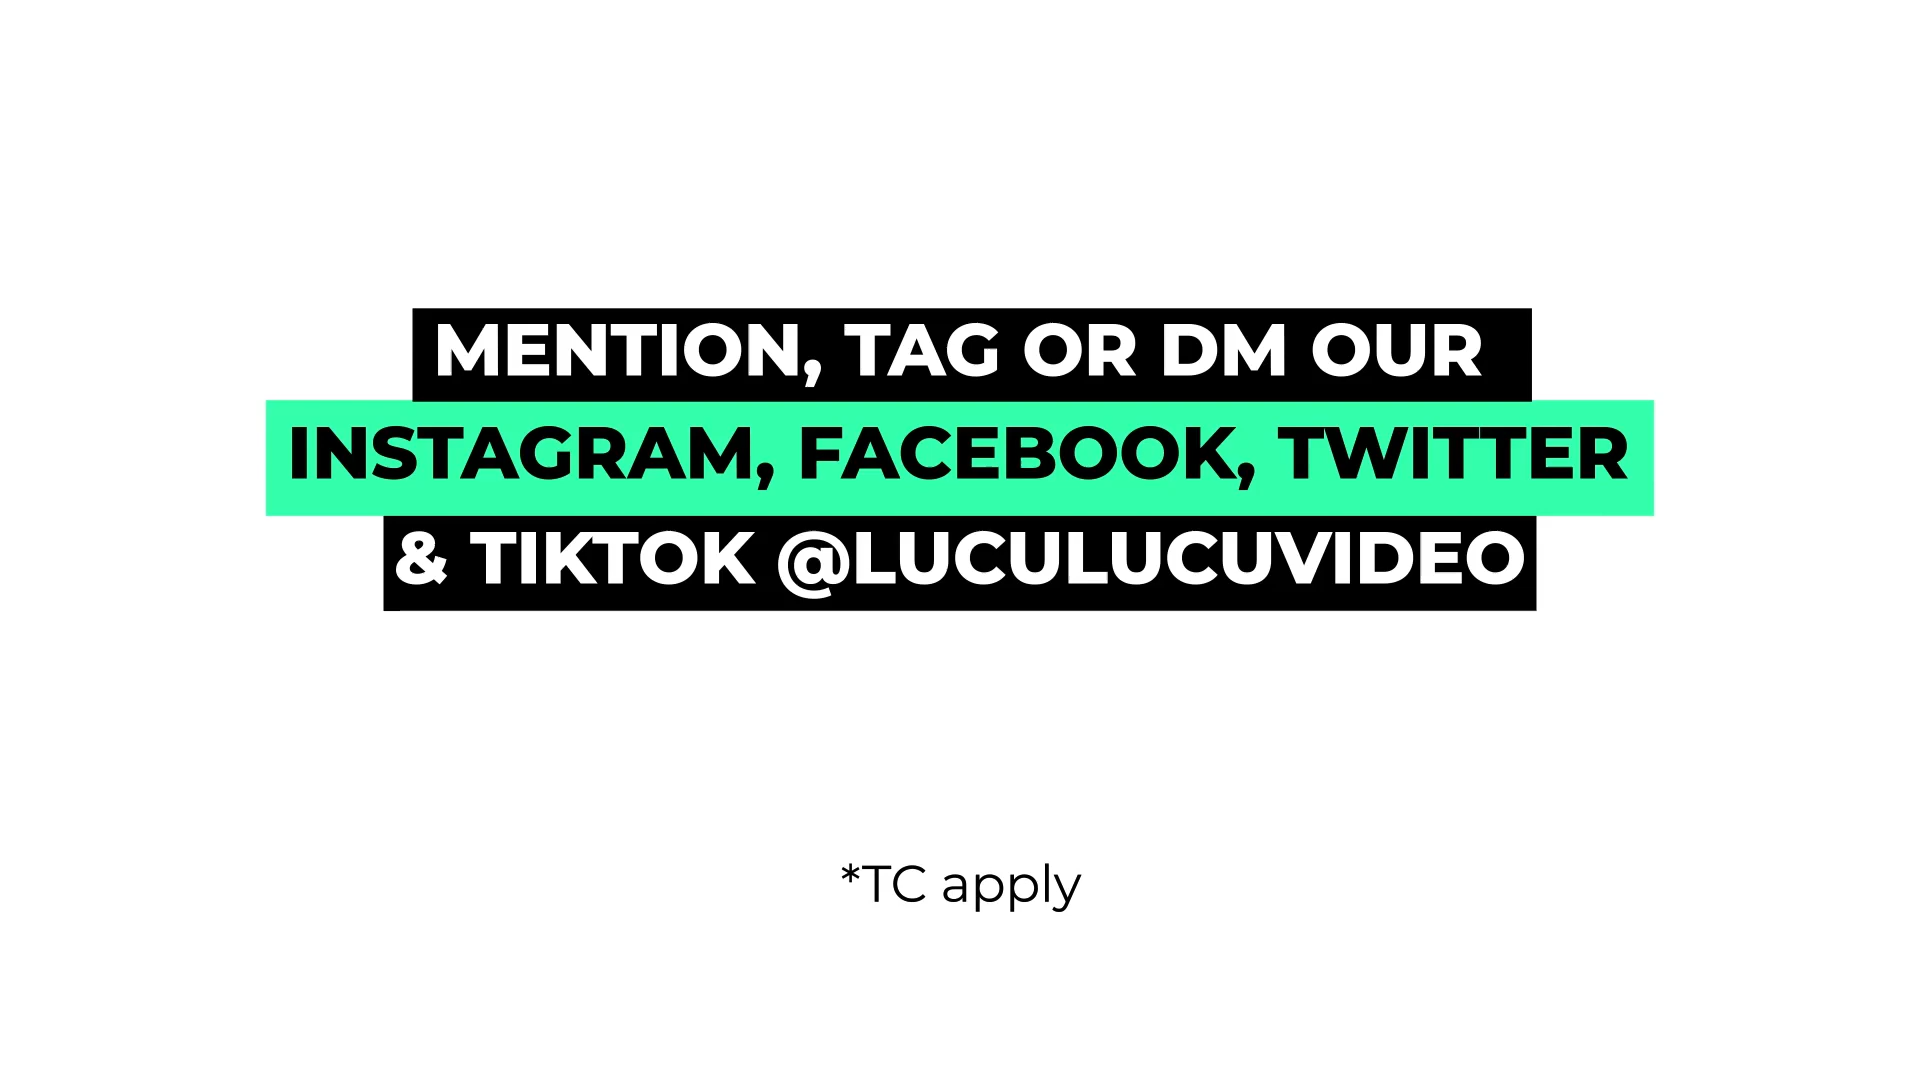 MENTION, TAG OR DM OUR
INSTAGRAM, FACEBOOK, TWITTER
& TIKTOK @LUCULUCUVIDEO
*TC apply